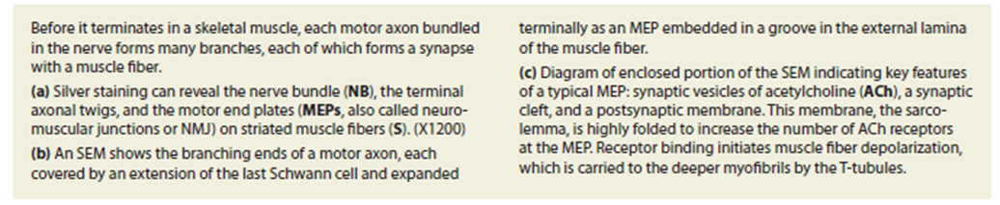 Before it terminates in a skeletal muscle, each motor axon bundled
in the nerve forms many branches, each of which forms a synapse
with a muscle fiber.
(a) Silver staining can reveal the nerve bundle (NB), the terminal
axonal twigs, and the motor end plates (MEPs, also called neuro-
muscular junctions or NMJ) on striated muscle fibers (S). (X1200)
(b) An SEM shows the branching ends of a motor axon, each
covered by an extension of the last Schwann cell and expanded
terminally as an MEP embedded in a groove in the external lamina
of the muscle fiber.
(c) Diagram of enclosed portion of the SEM indicating key features
of a typical MEP: synaptic vesicles of acetylcholine (ACh), a synaptic
cleft, and a postsynaptic membrane. This membrane, the sarco-
lemma, is highly folded to increase the number of ACh receptors
at the MEP. Receptor binding initiates muscle fiber depolarization,
which is carried to the deeper myofibrils by the T-tubules.